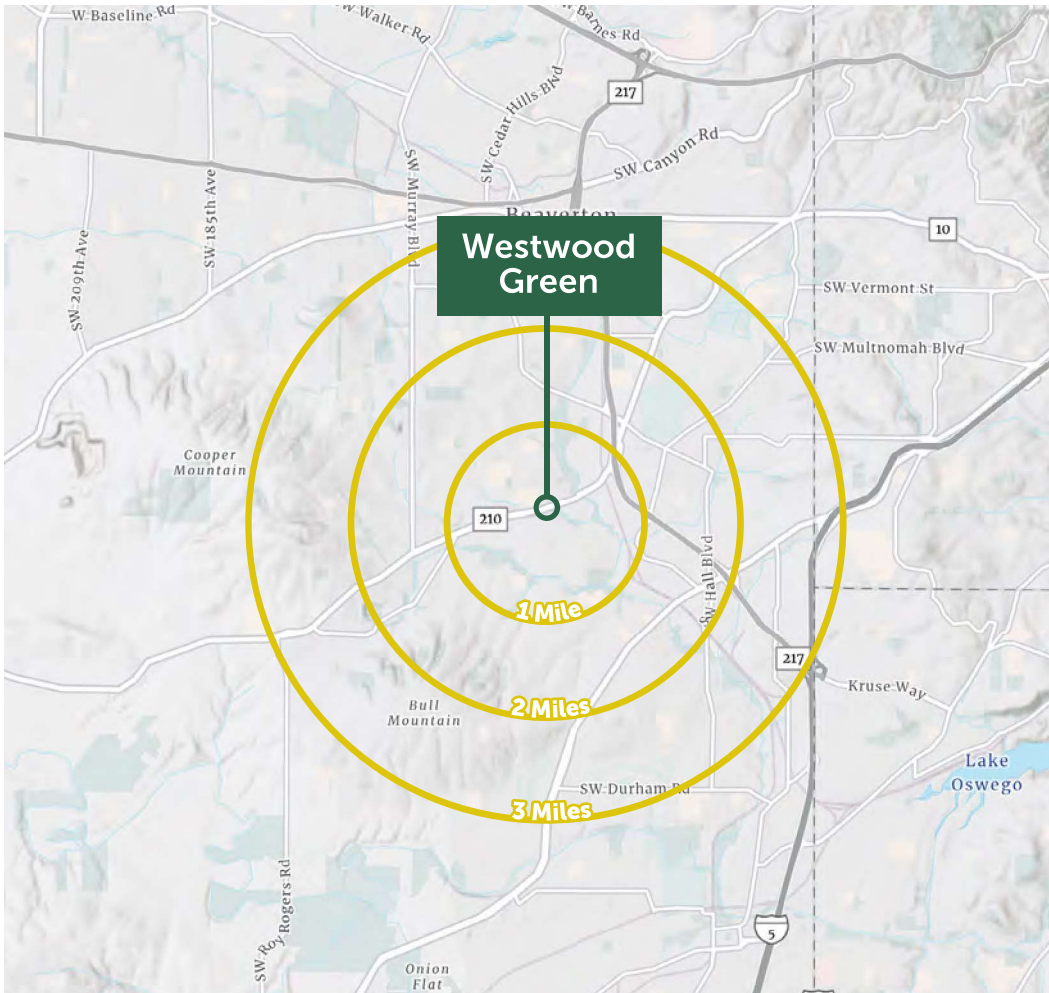 W Baseline Rd
SW Walker Rd
SW Barnes Rd
217
SW Cedar Hills Blvd
SW Canyon Rd
SW Murray Blvd
SW 185th Ave
SW 209th Ave
Beaverton
10
Westwood
Green
SW Vermont St
SW Multnomah Blvd
Cooper
Mountain
210
SW Hall Blvd
1 Mile
217
Kruse Way
Bull
Mountain
2 Miles
Lake
Oswego
SW Durham Rd
3 Miles
SW Roy Rogers Rd
5
Onion
Flat